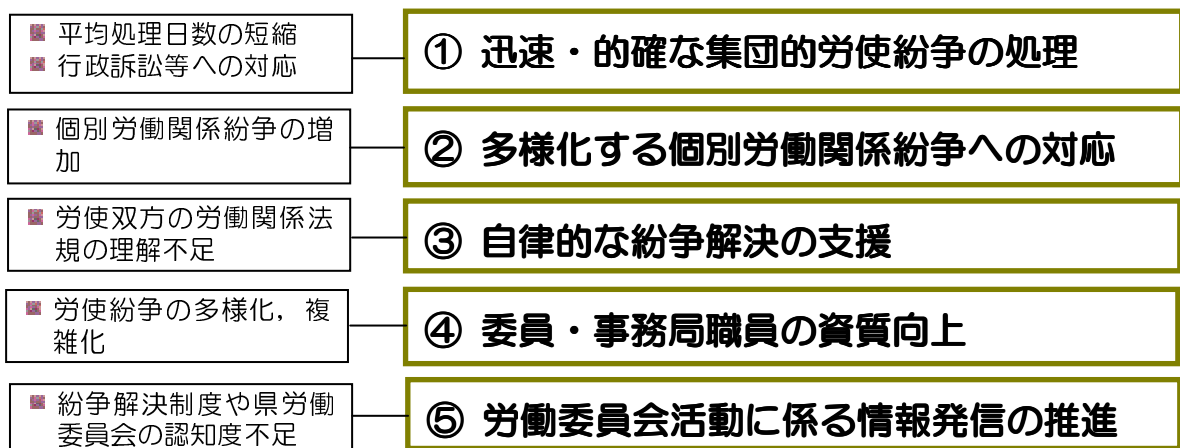 平均処理日数の短縮
行政訴訟等への対応
① 迅速・的確な集団的労使紛争の処理
個別労働関係紛争の増
加
② 多様化する個別労働関係紛争への対応
労使双方の労働関係法
規の理解不足
③ 自律的な紛争解決の支援
労使紛争の多様化，複
雑化
④ 委員・事務局職員の資質向上
紛争解決制度や県労働
委員会の認知度不足
⑤ 労働委員会活動に係る情報発信の推進